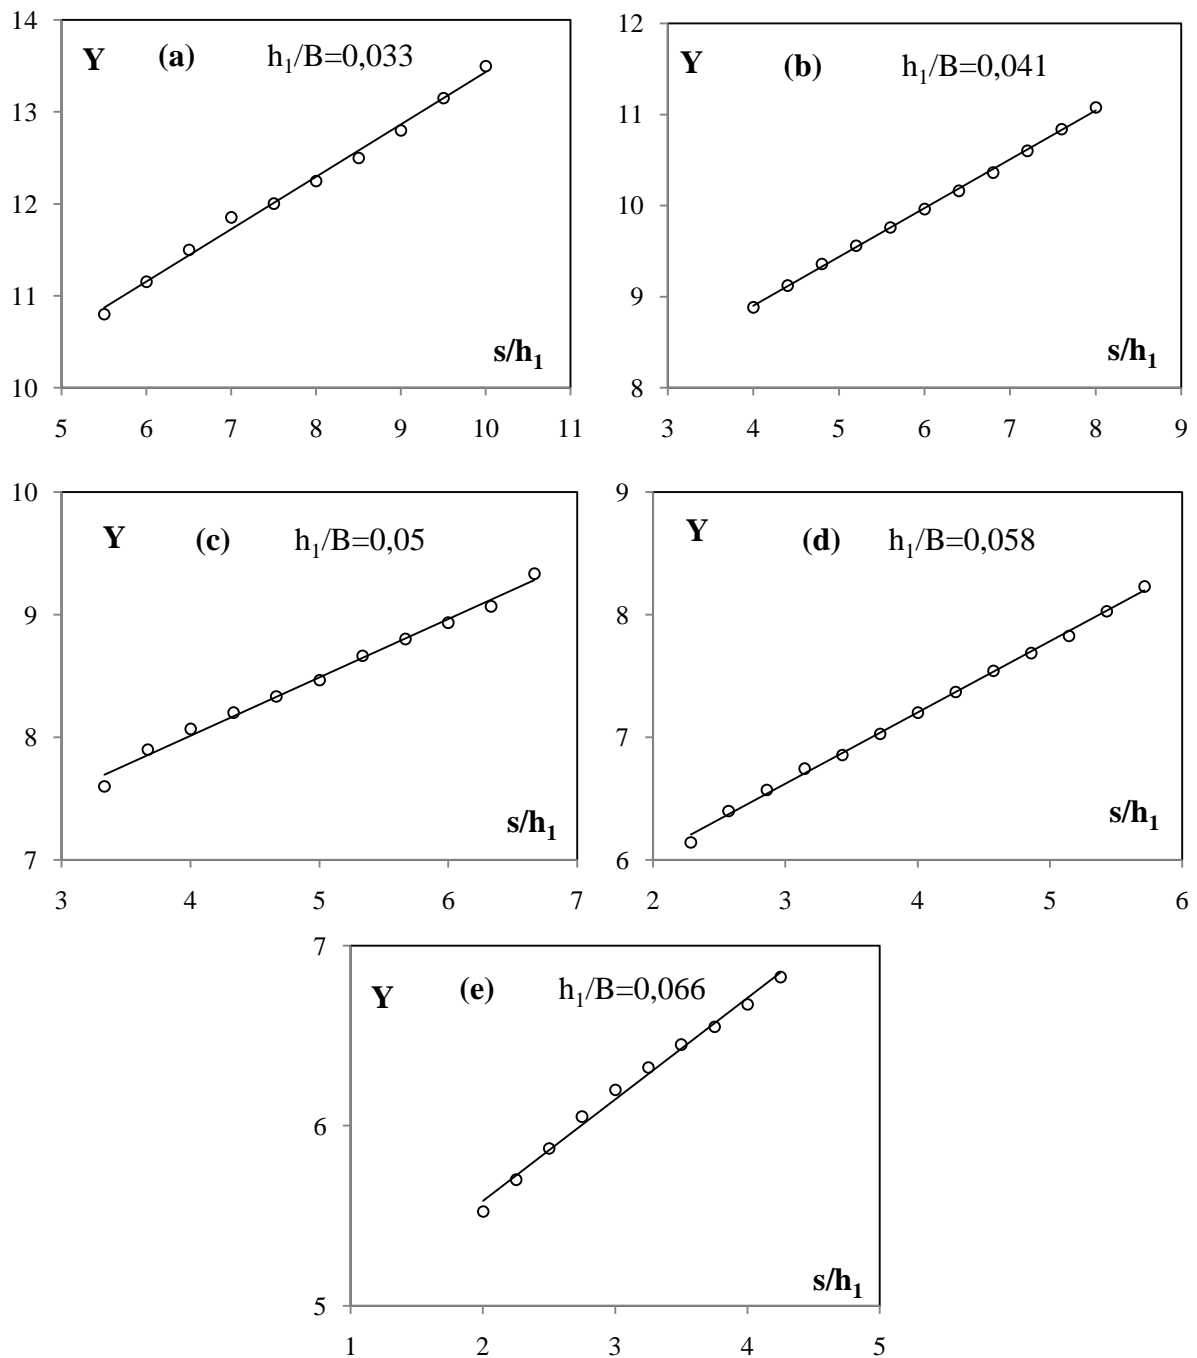 14
Y (a) h₁/B=0,033
13
12
11
s/h₁
10
5 6 7 8 9 10 11
12
Y (b) h₁/B=0,041
11
10
9
s/h₁
8
3 4 5 6 7 8 9
10
Y (c) h₁/B=0,05
9
8
s/h₁
7
3 4 5 6 7
9
Y (d) h₁/B=0,058
8
7
s/h₁
6
2 3 4 5 6
7
Y (e) h₁/B=0,066
6
s/h₁
5
1 2 3 4 5